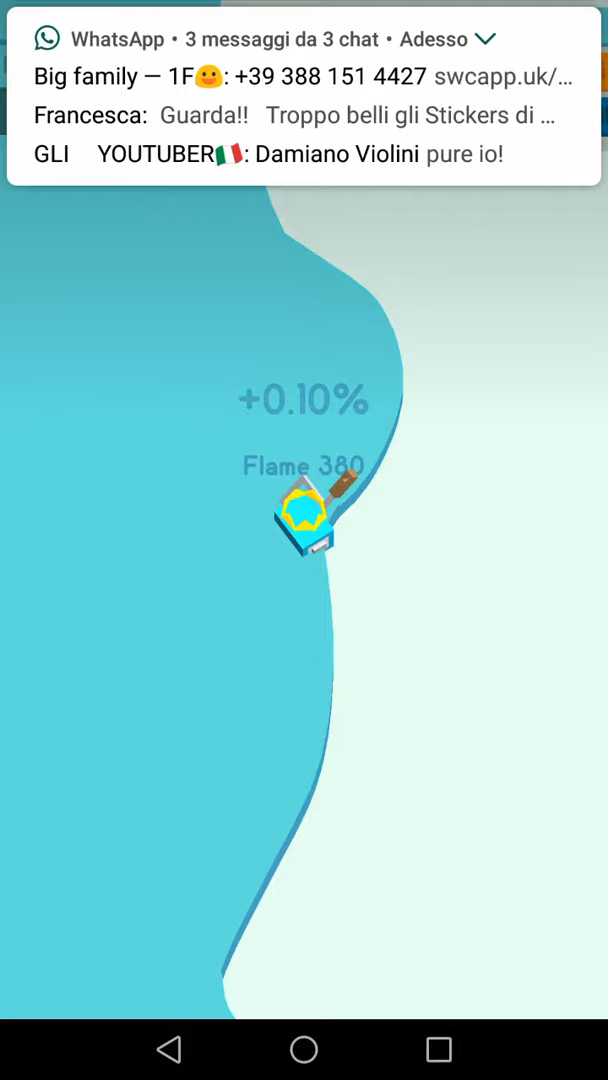 WhatsApp • 3 messaggi da 3 chat • Adesso
Big family – 1F😃: +39 388 151 4427 swcapp.uk/...
Francesca: Guarda!! Troppo belli gli Stickers di ...
GLI YOUTUBER🇮🇹: Damiano Violini pure io!
+0.10%
Flame 380